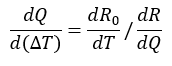 dQ/d(ΔT) = dR₀/dT / dR/dQ